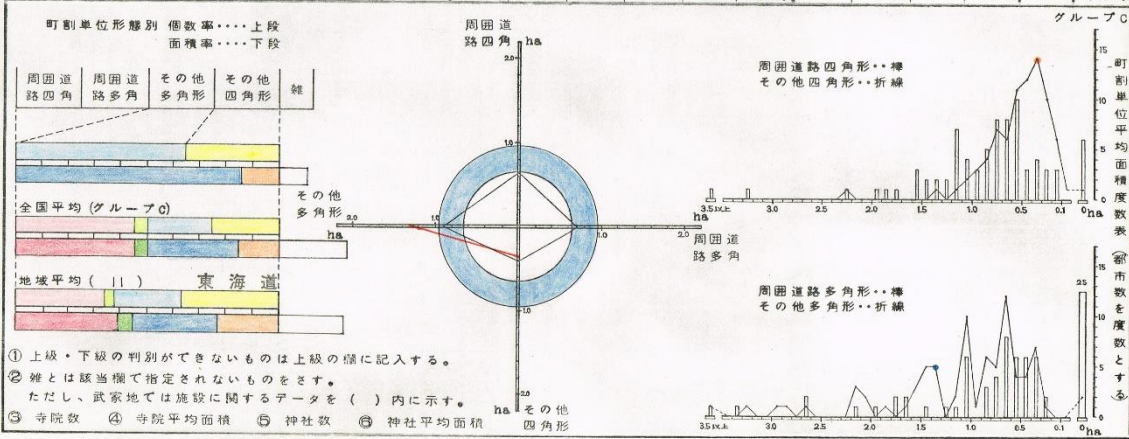 町割単位形態別 個数率‥‥上段
面積率‥‥下段
周囲道路四角
周囲道路多角
その他多角形
その他四角形
雑
全国平均(グループC)
地域平均( 〃 ) 東海道
① 上級・下級の判別ができないものは上級の欄に記入する。
② 雑とは該当欄で指定されないものをさす。
ただし、武家地では施設に関するデータを ( ) 内に示す。
③ 寺院数 ④ 寺院平均面積 ⑤ 神社数 ⑥ 神社平均面積
周囲道路四角
ha
2.0
1.0
その他多角形
ha
2.0
1.0
1.0
2.0
ha
周囲道路多角
1.0
2.0
ha
その他四角形
グループC
周囲道路四角形‥棒
その他四角形‥折線
15
10
5
0
3.5以上 3.0 2.5 2.0 1.5 1.0 0.5 0.1 0
ha
周囲道路多角形‥棒
その他多角形‥折線
25
15
10
5
0
3.5以上 3.0 2.5 2.0 1.5 1.0 0.5 0.1 0
ha
町割単位平均面積度数表(都市数を度数とする)